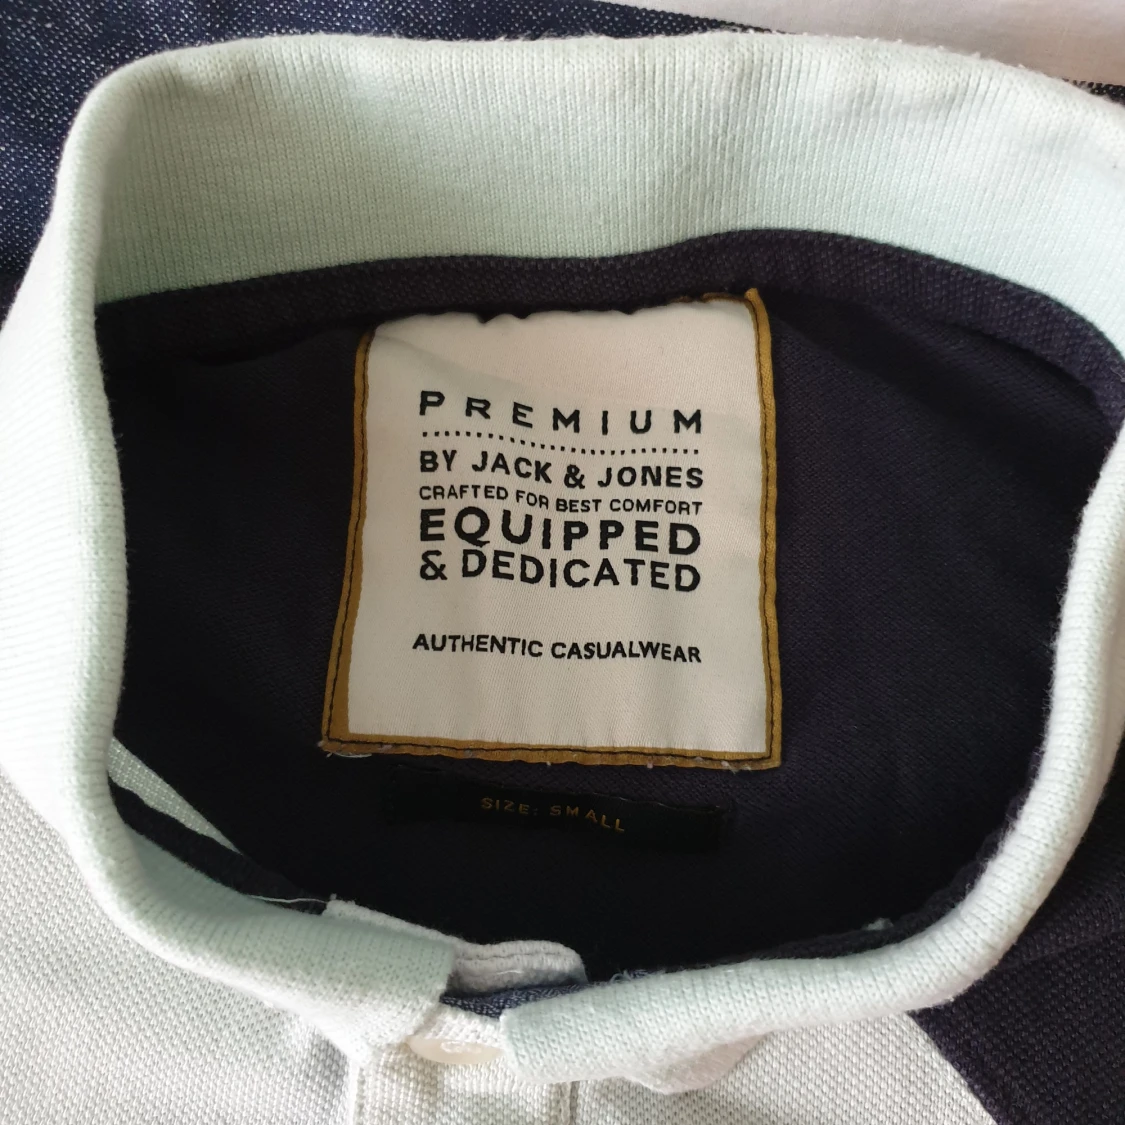 PREMIUM
BY JACK & JONES
CRAFTED FOR BEST COMFORT
EQUIPPED
& DEDICATED
AUTHENTIC CASUALWEAR
SIZE: SMALL